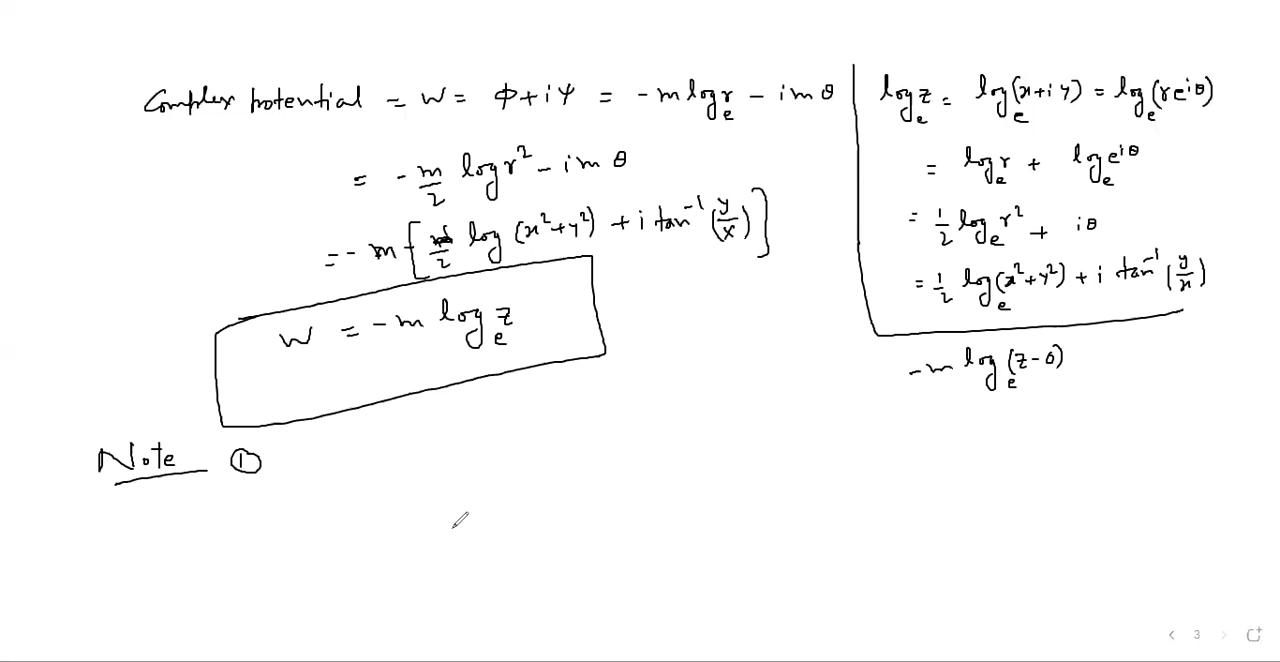 Complex potential = W = ϕ+iψ = -m log_e r - imθ
= -m/2 log r² - imθ
= -m [ 1/2 log (x²+y²) + i tan⁻¹(y/x) ]
W = -m log_e z
Note ①
log_e z = log_e (x+iy) = log_e (re^{iθ})
= log_e r + log_e e^{iθ}
= 1/2 log_e r² + iθ
= 1/2 log_e (x²+y²) + i tan⁻¹(y/x)
-m log_e (z-0)
< 3 >